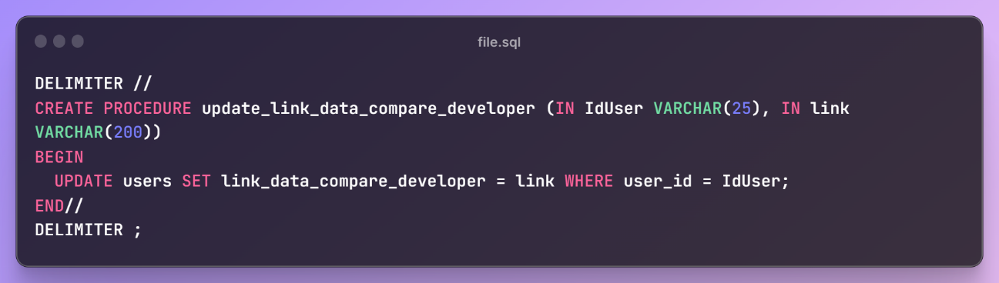 file.sql
DELIMITER //
CREATE PROCEDURE update_link_data_compare_developer (IN IdUser VARCHAR(25), IN link
VARCHAR(200))
BEGIN
  UPDATE users SET link_data_compare_developer = link WHERE user_id = IdUser;
END//
DELIMITER ;